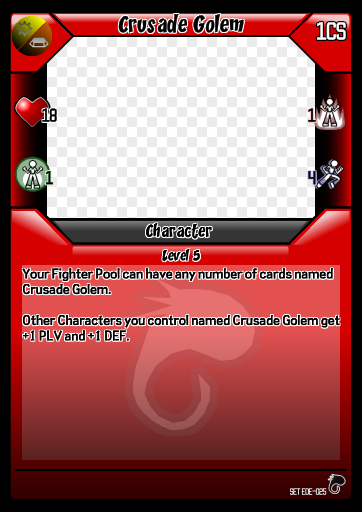 Crusade Golem
1CS
18
1
1
4
Character
Level 5
Your Fighter Pool can have any number of cards named
Crusade Golem.
Other Characters you control named Crusade Golem get
+1 PLV and +1 DEF.
SET EOE-025